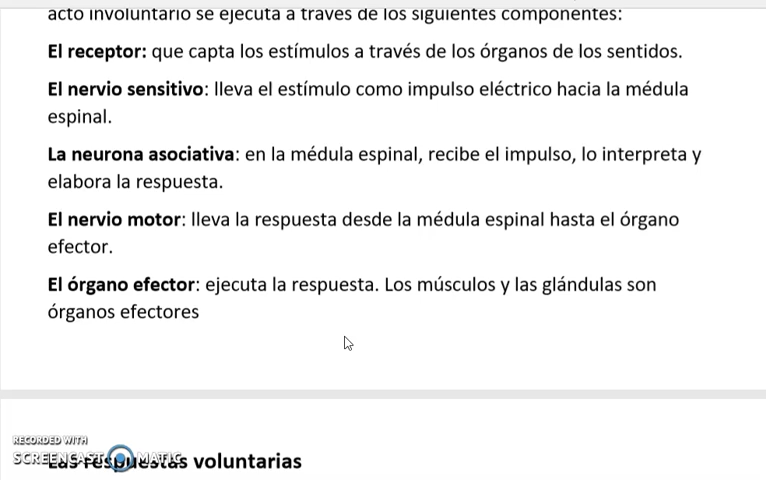 acto involuntario se ejecuta a través de los siguientes componentes:
El receptor: que capta los estímulos a través de los órganos de los sentidos.
El nervio sensitivo: lleva el estímulo como impulso eléctrico hacia la médula
espinal.
La neurona asociativa: en la médula espinal, recibe el impulso, lo interpreta y
elabora la respuesta.
El nervio motor: lleva la respuesta desde la médula espinal hasta el órgano
efector.
El órgano efector: ejecuta la respuesta. Los músculos y las glándulas son
órganos efectores
RECORDED WITH
SCREENCAST MATIC
Las respuestas voluntarias